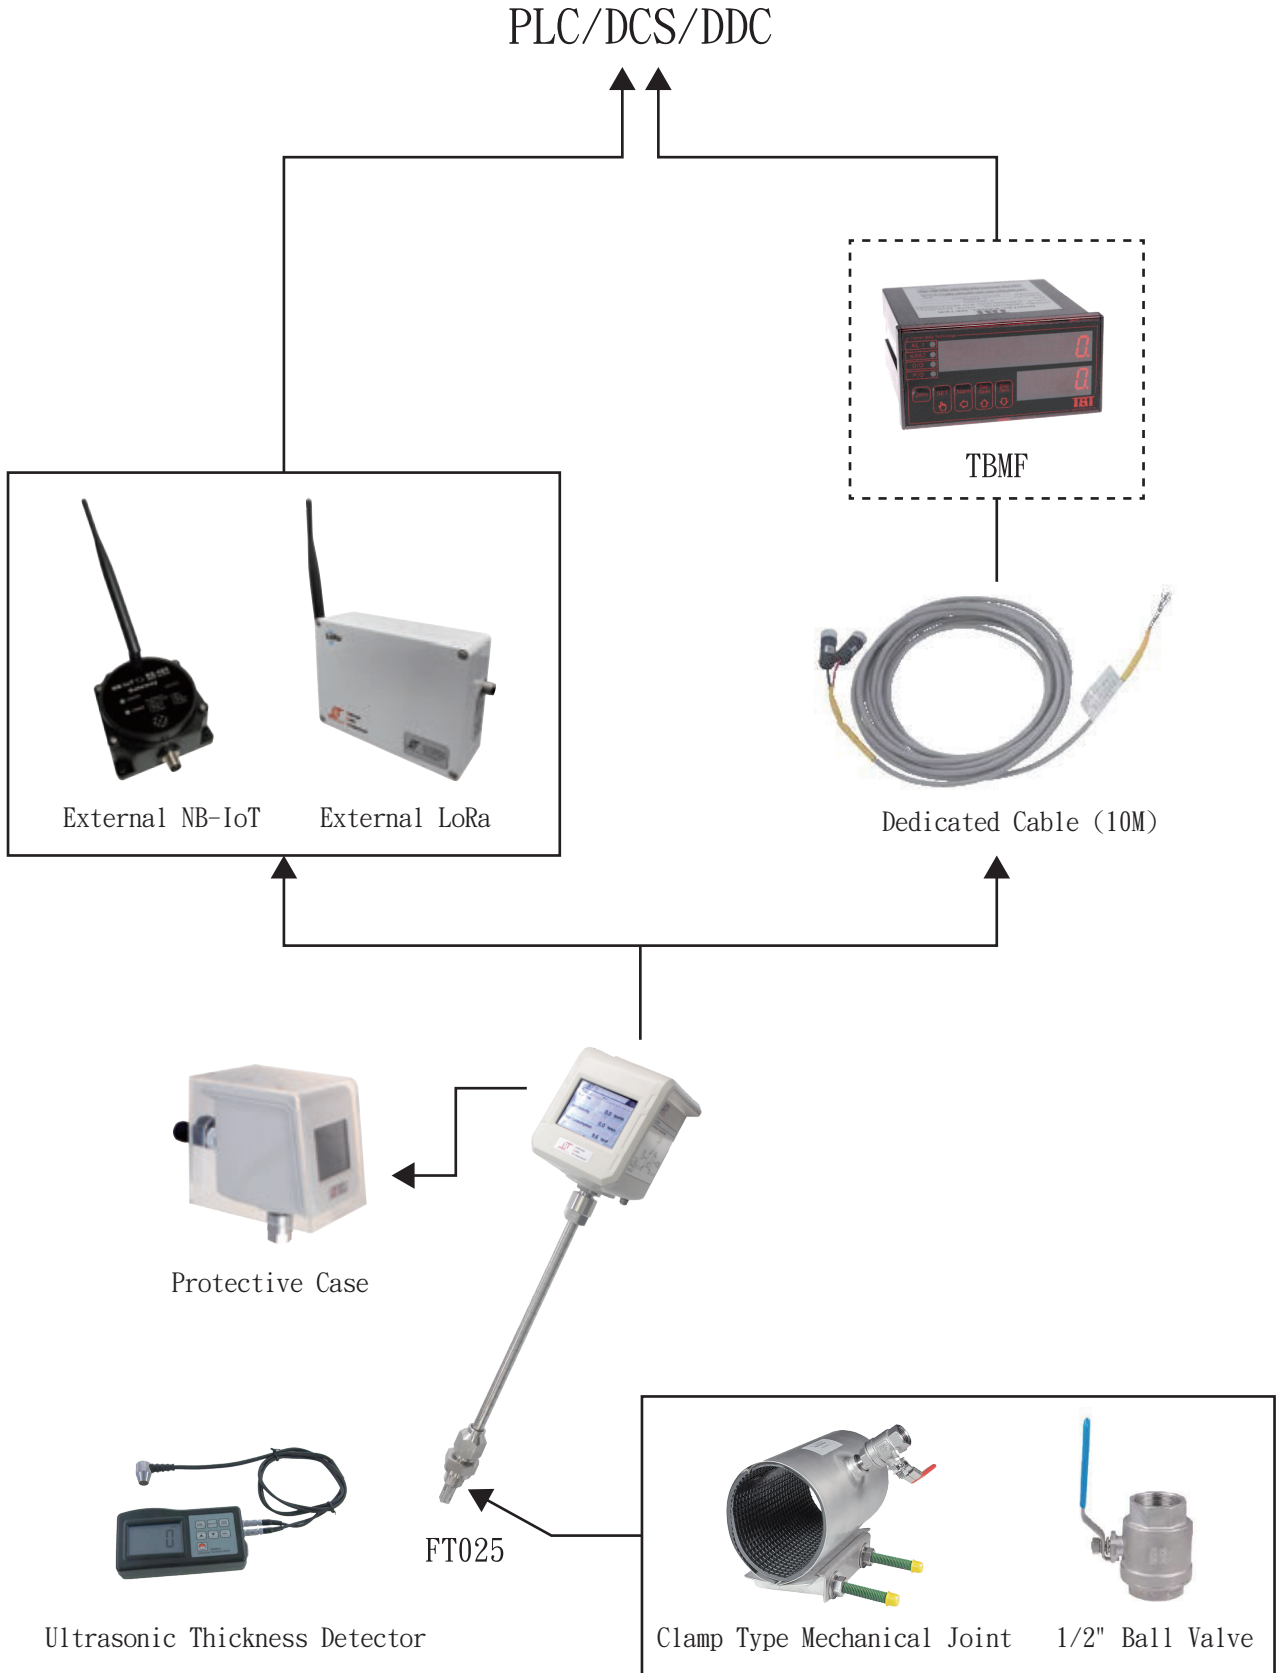 PLC/DCS/DDC
TBMF
External NB-IoT
External LoRa
Dedicated Cable (10M)
Protective Case
FT025
Ultrasonic Thickness Detector
Clamp Type Mechanical Joint
1/2" Ball Valve